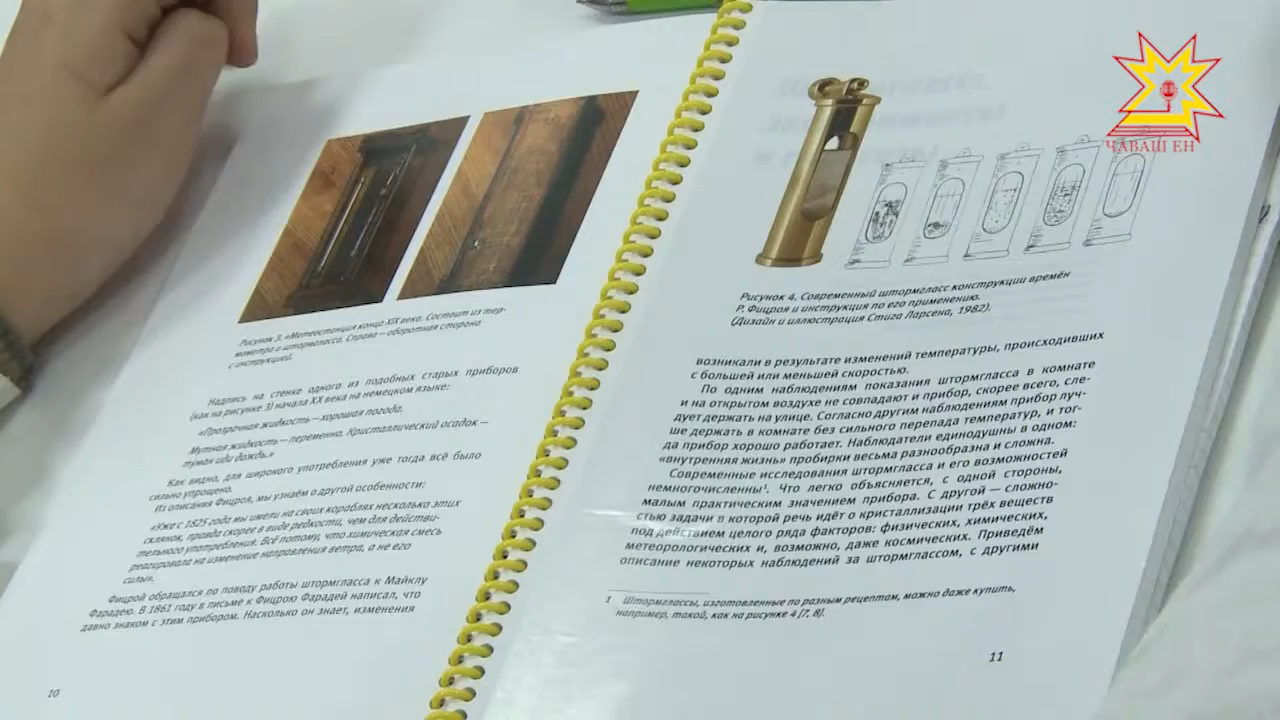 Рисунок 3. «Метеостанция конца XIX века. Состоит из тер-
мометра и штормгласса. Справа — оборотная сторона
с инструкцией.
Надпись на стенке одного из подобных старых приборов
(как на рисунке 3) начала XX века на немецком языке:
«Прозрачная жидкость — хорошая погода.
Мутная жидкость — переменно. Кристаллический осадок —
туман иди дождь.»
Как видно, для широкого употребления уже тогда всё было
сильно упрощено.
Из описания Фицроя, мы узнаём о другой особенности:
«Уже с 1825 года мы имели на своих кораблях несколько этих
склянок, правда скорее в виде редкости, чем для действи-
тельного употребления. Всё потому, что химическая смесь
реагировала на изменение направления ветра, а не его
силы».
Фицрой обращался по поводу работы штормгласса к Майклу
Фарадею. В 1861 году в письме к Фицрою Фарадей написал, что
давно знаком с этим прибором. Насколько он знает, изменения
10
ЧАВАШ ЕН
Рисунок 4. Современный штормгласс конструкции времён
Р. Фицроя и инструкция по его применению.
(Дизайн и иллюстрация Стига Ларсена, 1982).
возникали в результате изменений температуры, происходивших
с большей или меньшей скоростью.
По одним наблюдениям показания штормгласса в комнате
и на открытом воздухе не совпадают и прибор, скорее всего, сле-
дует держать на улице. Согласно другим наблюдениям прибор луч-
ше держать в комнате без сильного перепада температур, и тог-
да прибор хорошо работает. Наблюдатели единодушны в одном:
«внутренняя жизнь» пробирки весьма разнообразна и сложна.
Современные исследования штормгласса и его возможностей
немногочисленны¹. Что легко объясняется, с одной стороны,
малым практическим значением прибора. С другой — сложно-
стью задачи в которой речь идёт о кристаллизации трёх веществ
под действием целого ряда факторов: физических, химических,
метеорологических и, возможно, даже космических. Приведём
описание некоторых наблюдений за штормглассом, с другими
1 Штормглассы, изготовленные по разным рецептам, можно даже купить,
например, такой, как на рисунке 4 [7, 8].
11